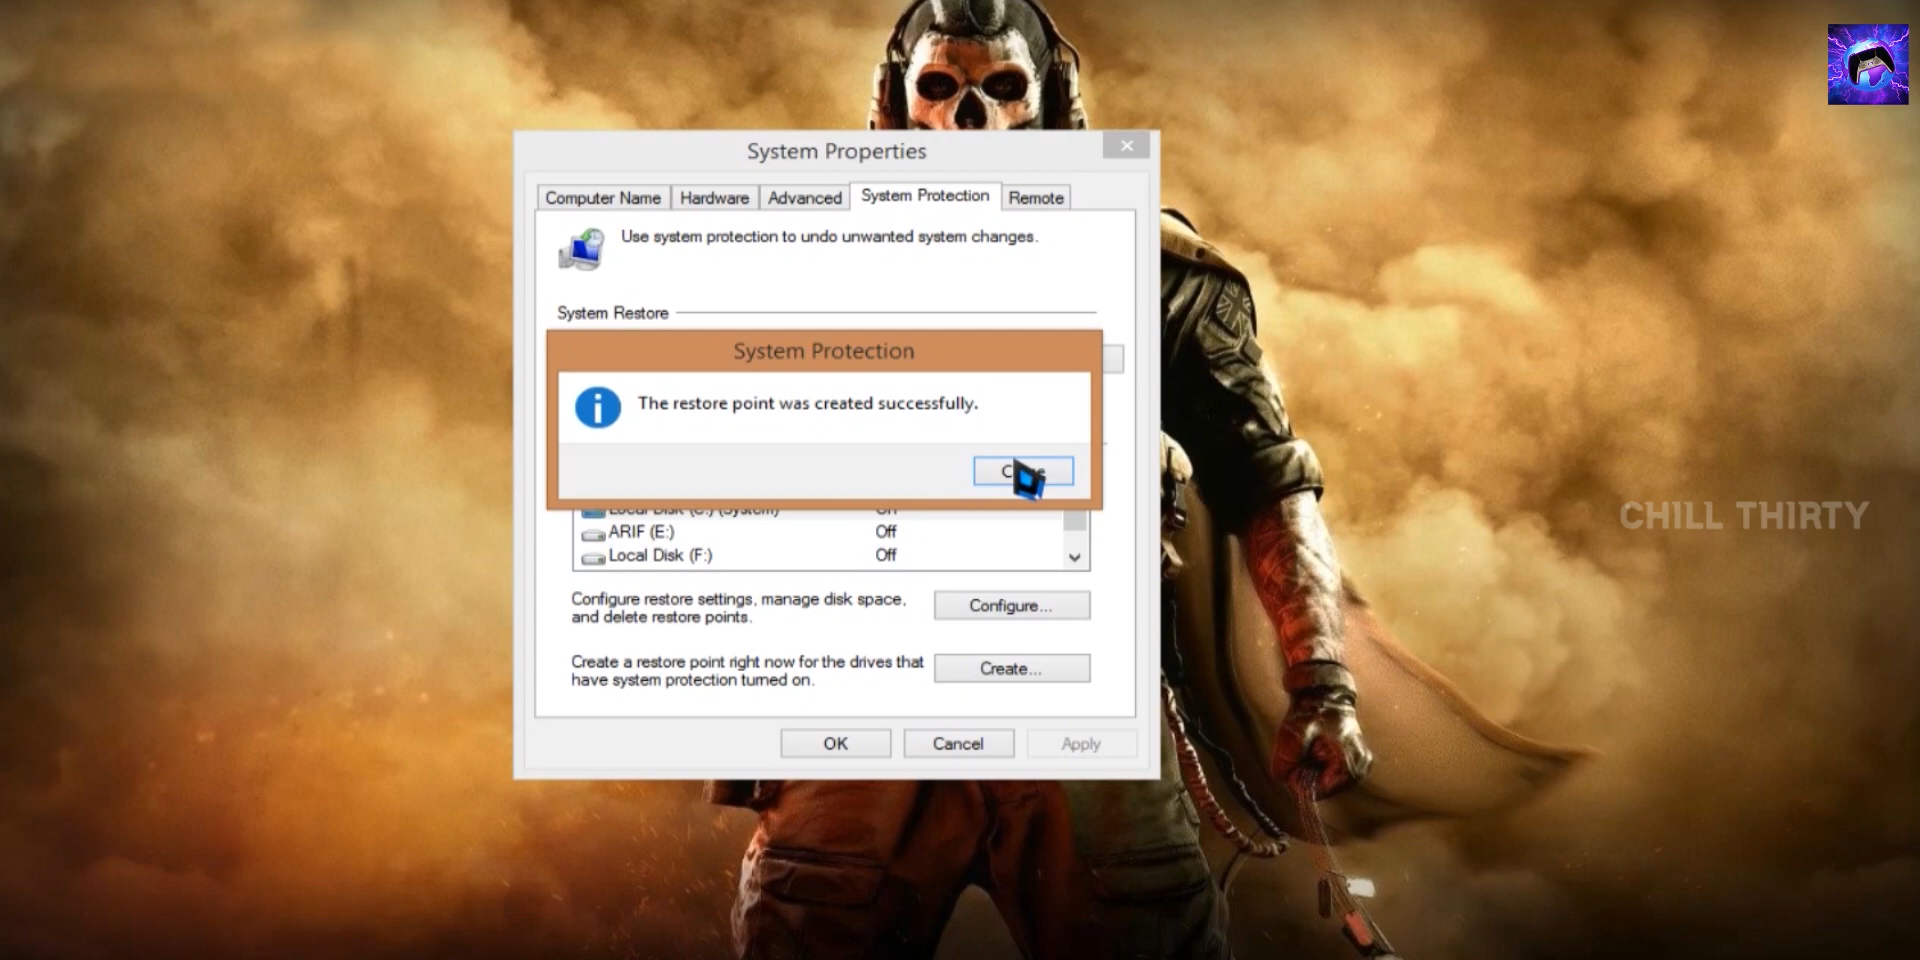 System Properties
Computer Name
Hardware
Advanced
System Protection
Remote
Use system protection to undo unwanted system changes.
System Restore
System Protection
The restore point was created successfully.
ARIF (E:)
Off
Local Disk (F:)
Off
Configure restore settings, manage disk space,
and delete restore points.
Configure...
Create a restore point right now for the drives that
have system protection turned on.
Create...
OK
Cancel
Apply
CHILL THIRTY